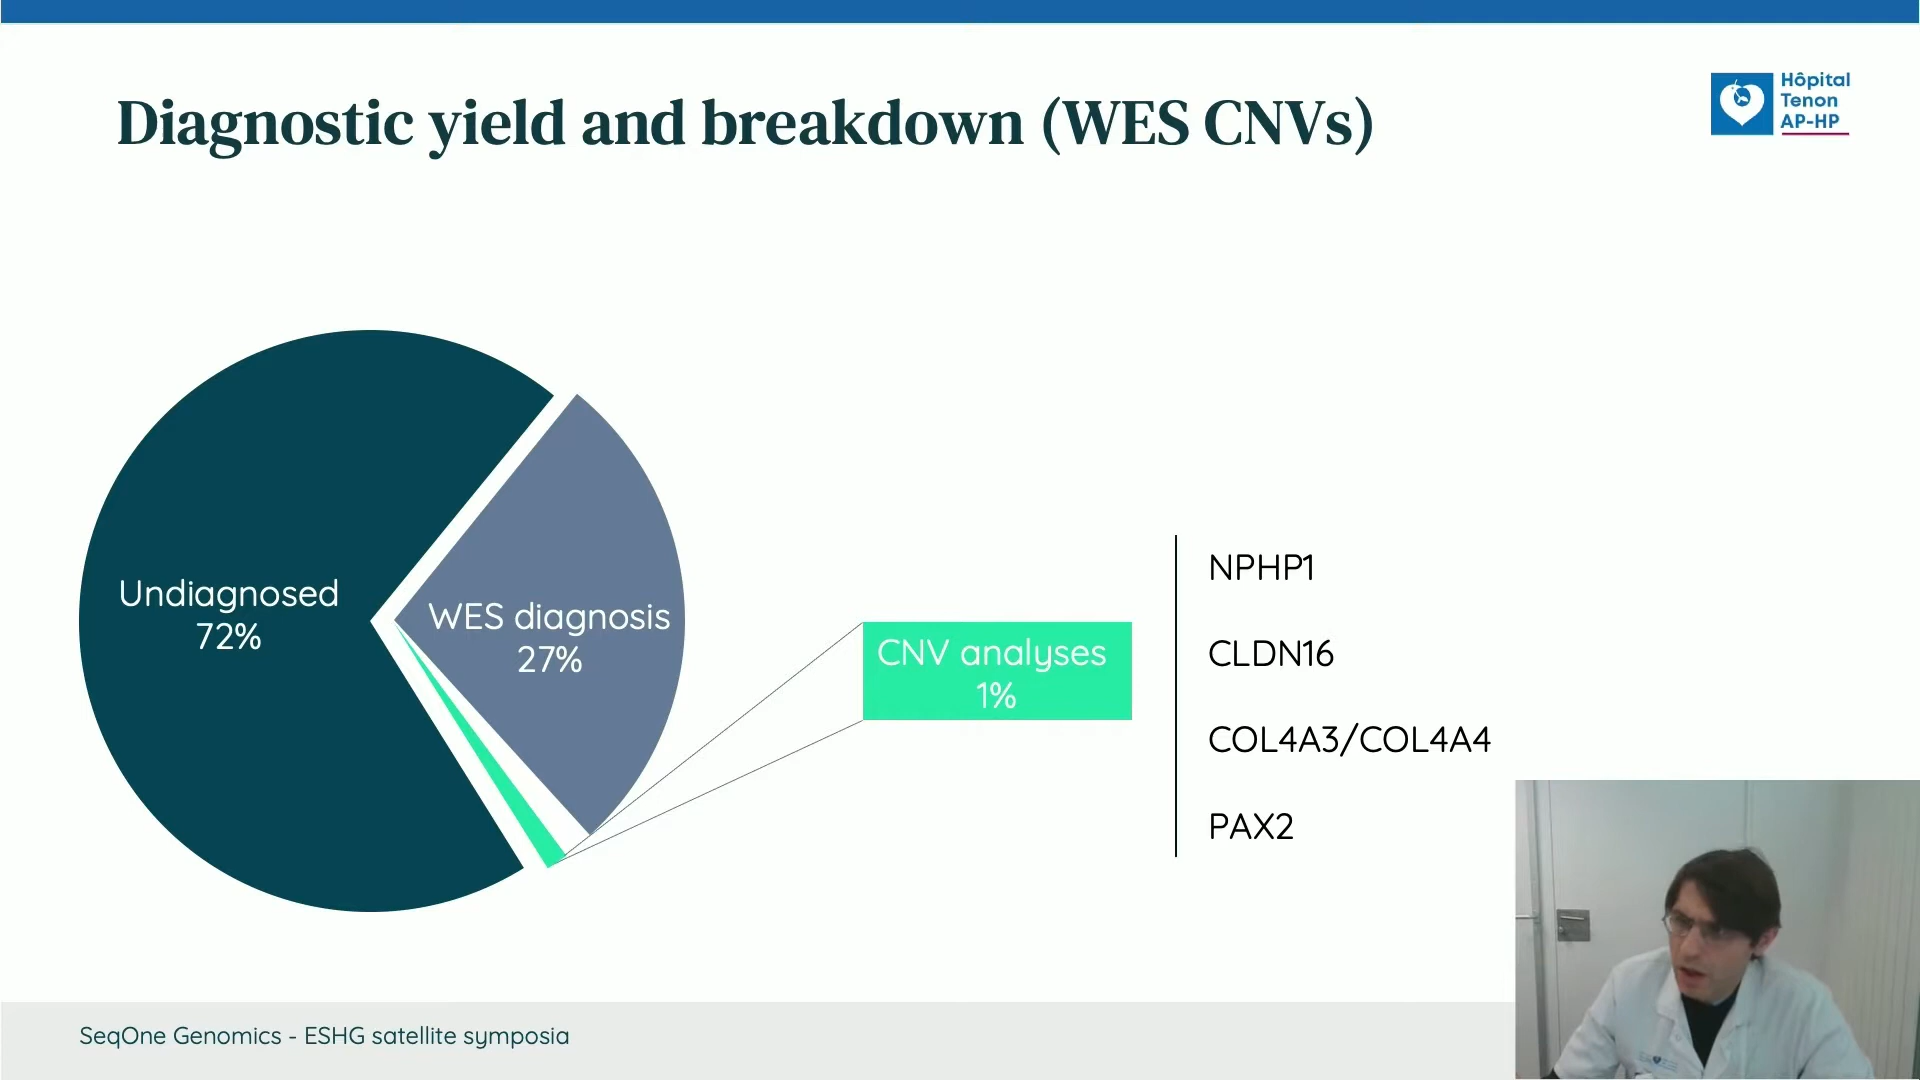 Diagnostic yield and breakdown (WES CNVs)
Hôpital
Tenon
AP-HP
Undiagnosed
72%
WES diagnosis
27%
CNV analyses
1%
NPHP1
CLDN16
COL4A3/COL4A4
PAX2
SeqOne Genomics - ESHG satellite symposia